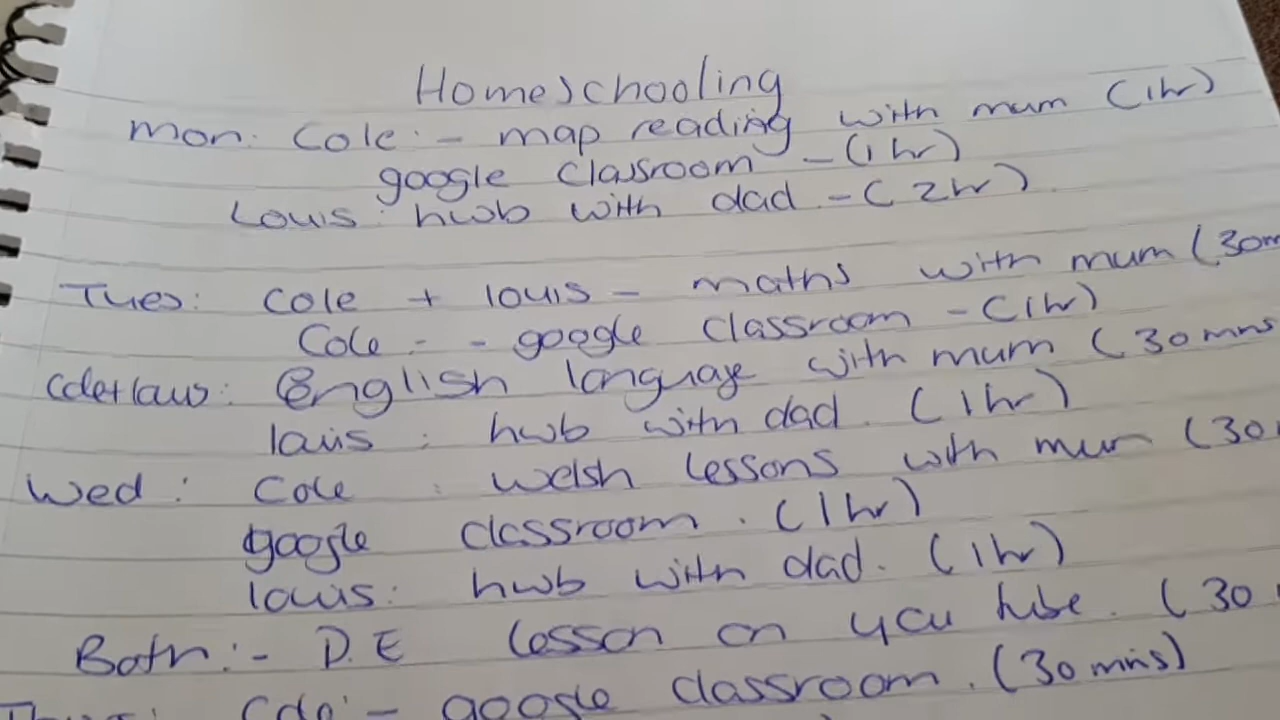 Homeschooling
Mon: Cole: - map reading with mum (1hr)
google classroom - (1hr)
Louis: hwb with dad - (2hr)
Tues: Cole + louis - maths with mum (30m
Cole: - google classroom - (1hr)
Cole+louis: English language with mum (30 mns
louis: hwb with dad. (1hr)
Wed: Cole: welsh lessons with mum (30
google classroom. (1hr)
louis: hwb with dad. (1hr)
Both:- D.E lesson on you tube. (30
Cole:- google classroom. (30 mins)